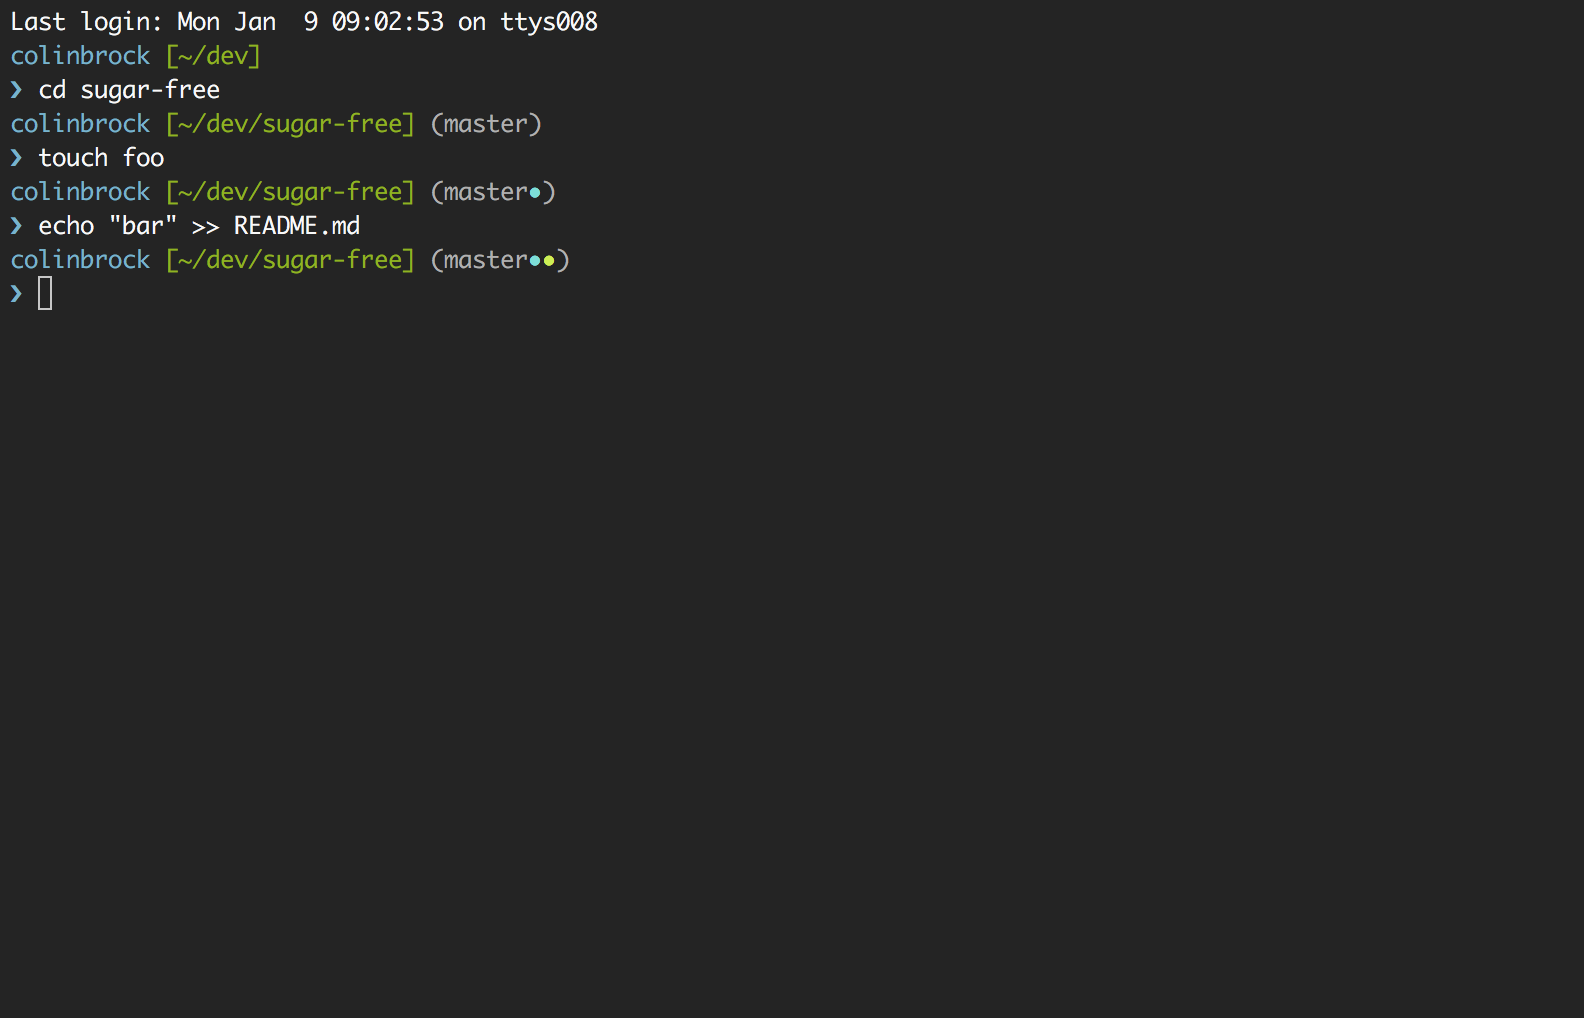 Last login: Mon Jan  9 09:02:53 on ttys008
colinbrock [~/dev]
❯ cd sugar-free
colinbrock [~/dev/sugar-free] (master)
❯ touch foo
colinbrock [~/dev/sugar-free] (master•)
❯ echo "bar" >> README.md
colinbrock [~/dev/sugar-free] (master••)
❯